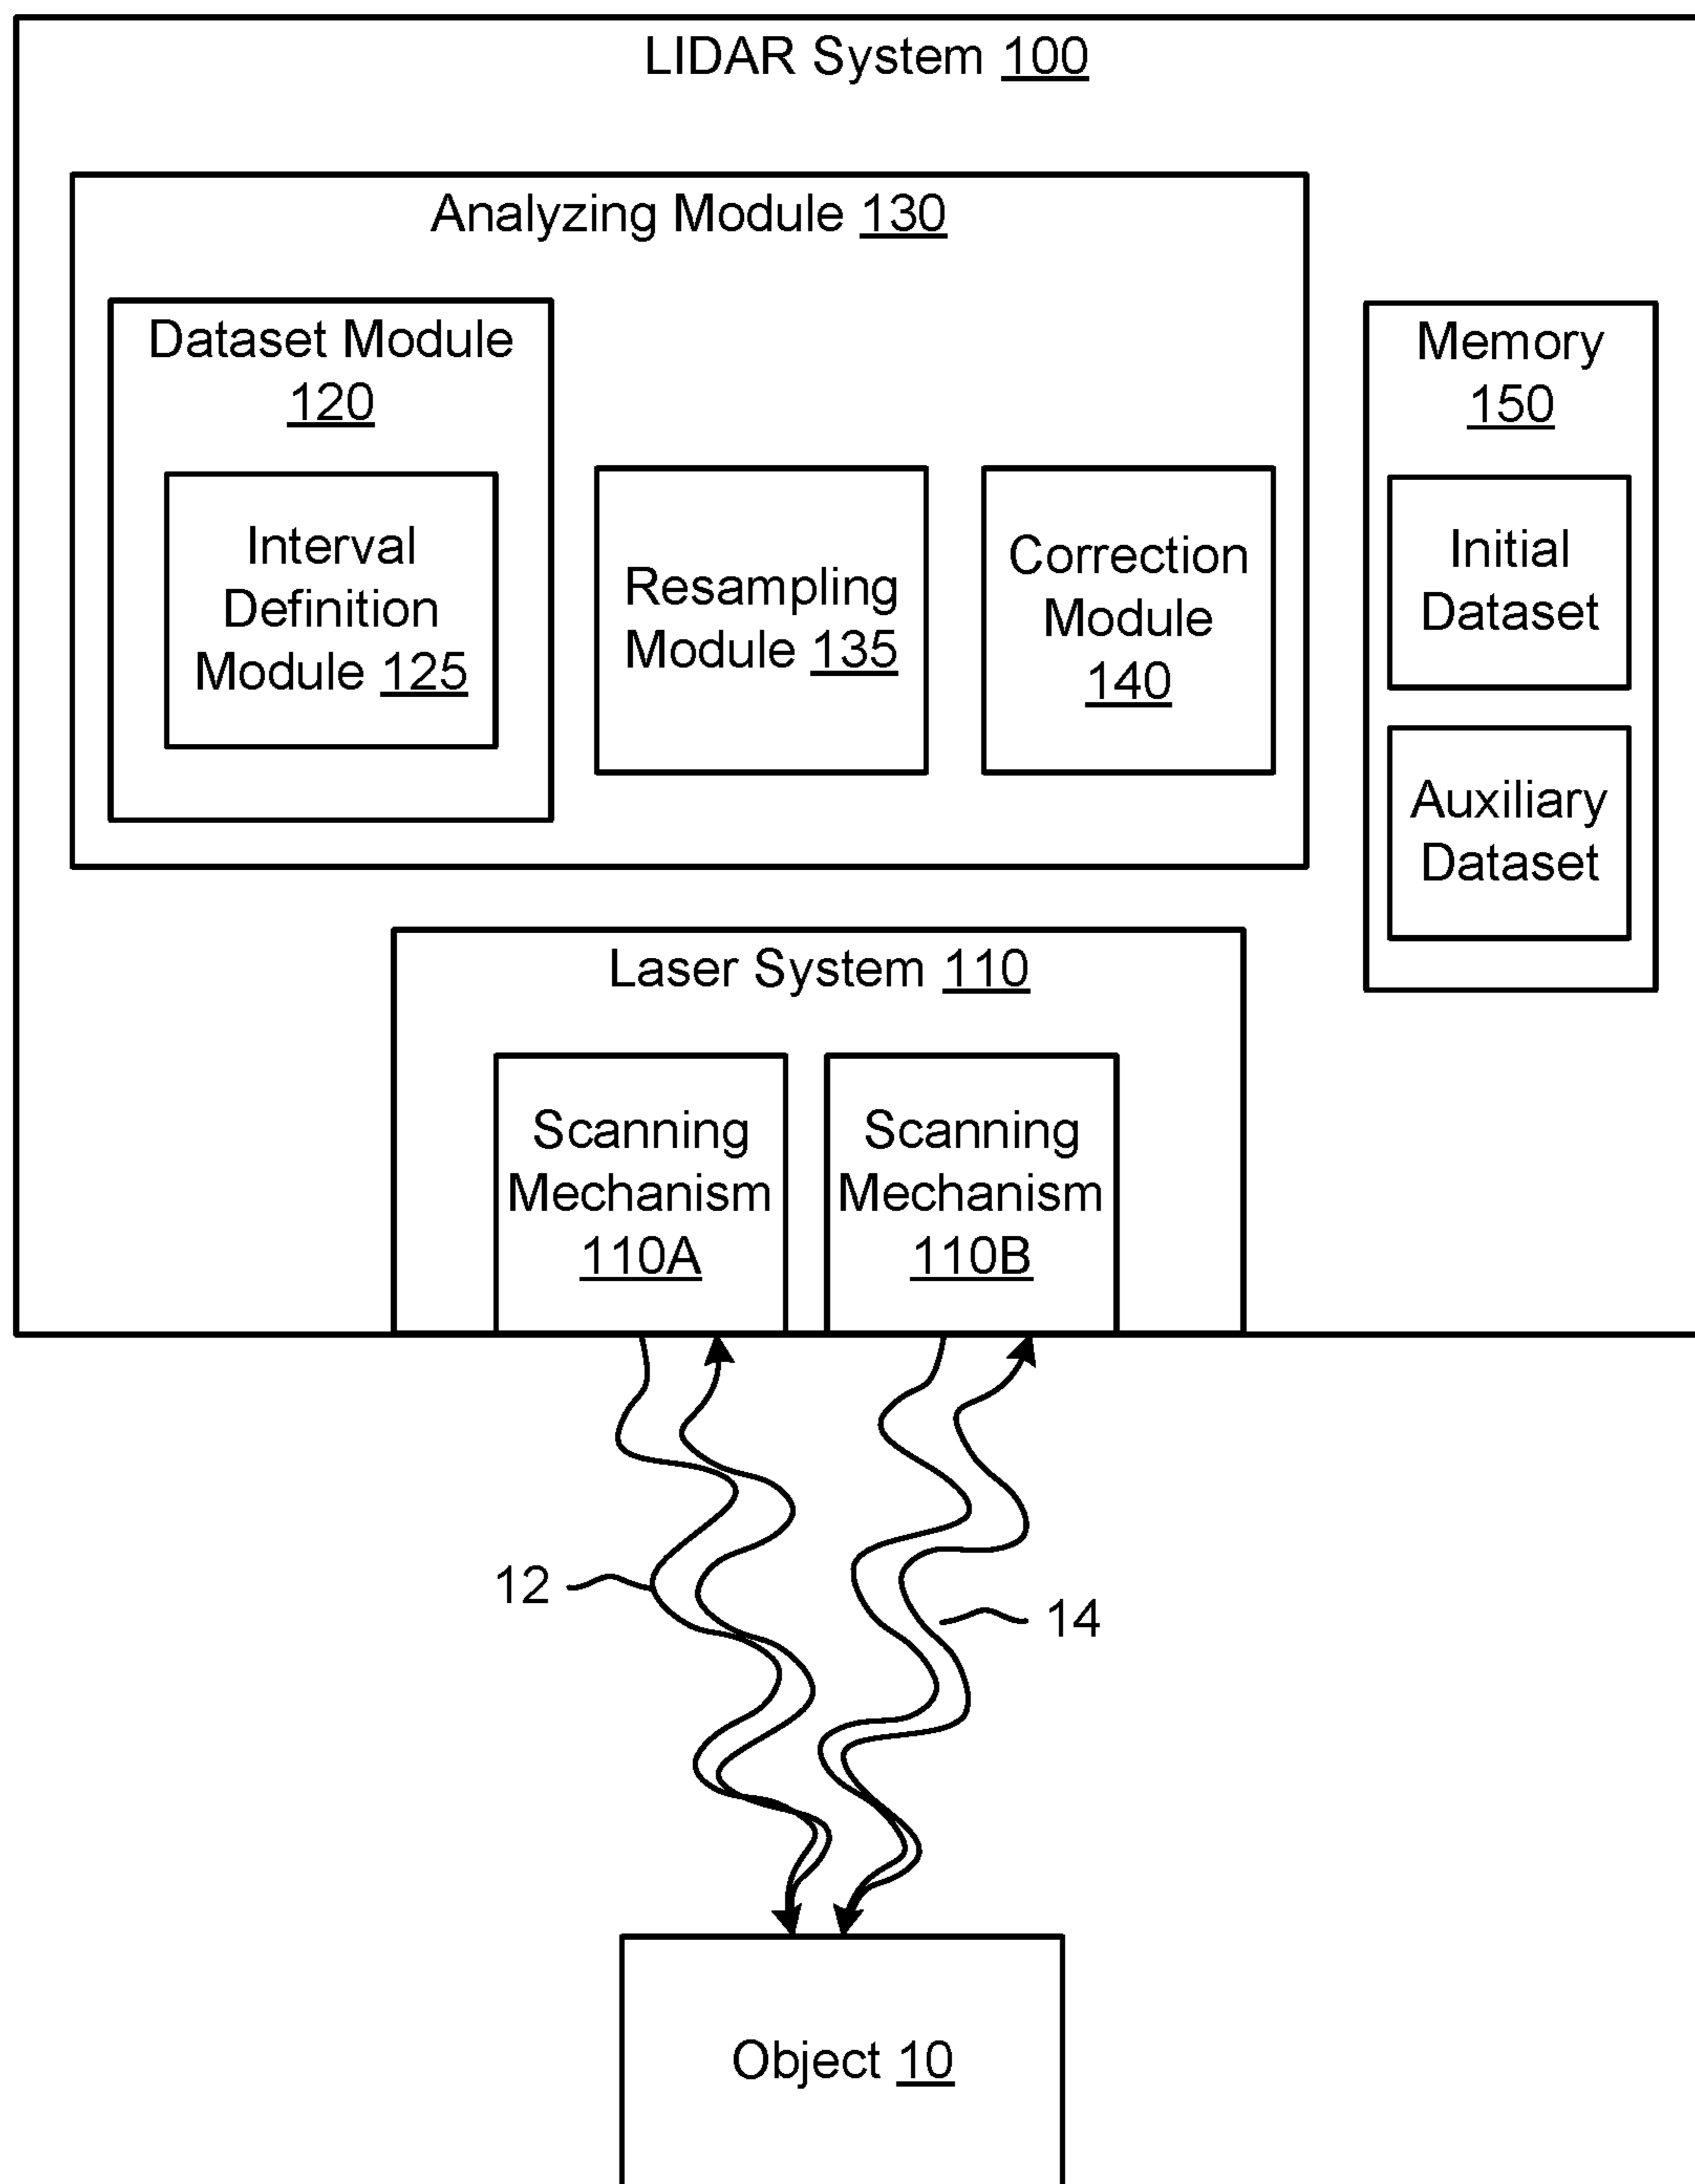 LIDAR System 100
Analyzing Module 130
Dataset Module
120
Interval
Definition
Module 125
Resampling
Module 135
Correction
Module
140
Memory
150
Initial
Dataset
Auxiliary
Dataset
Laser System 110
Scanning
Mechanism
110A
Scanning
Mechanism
110B
12
14
Object 10